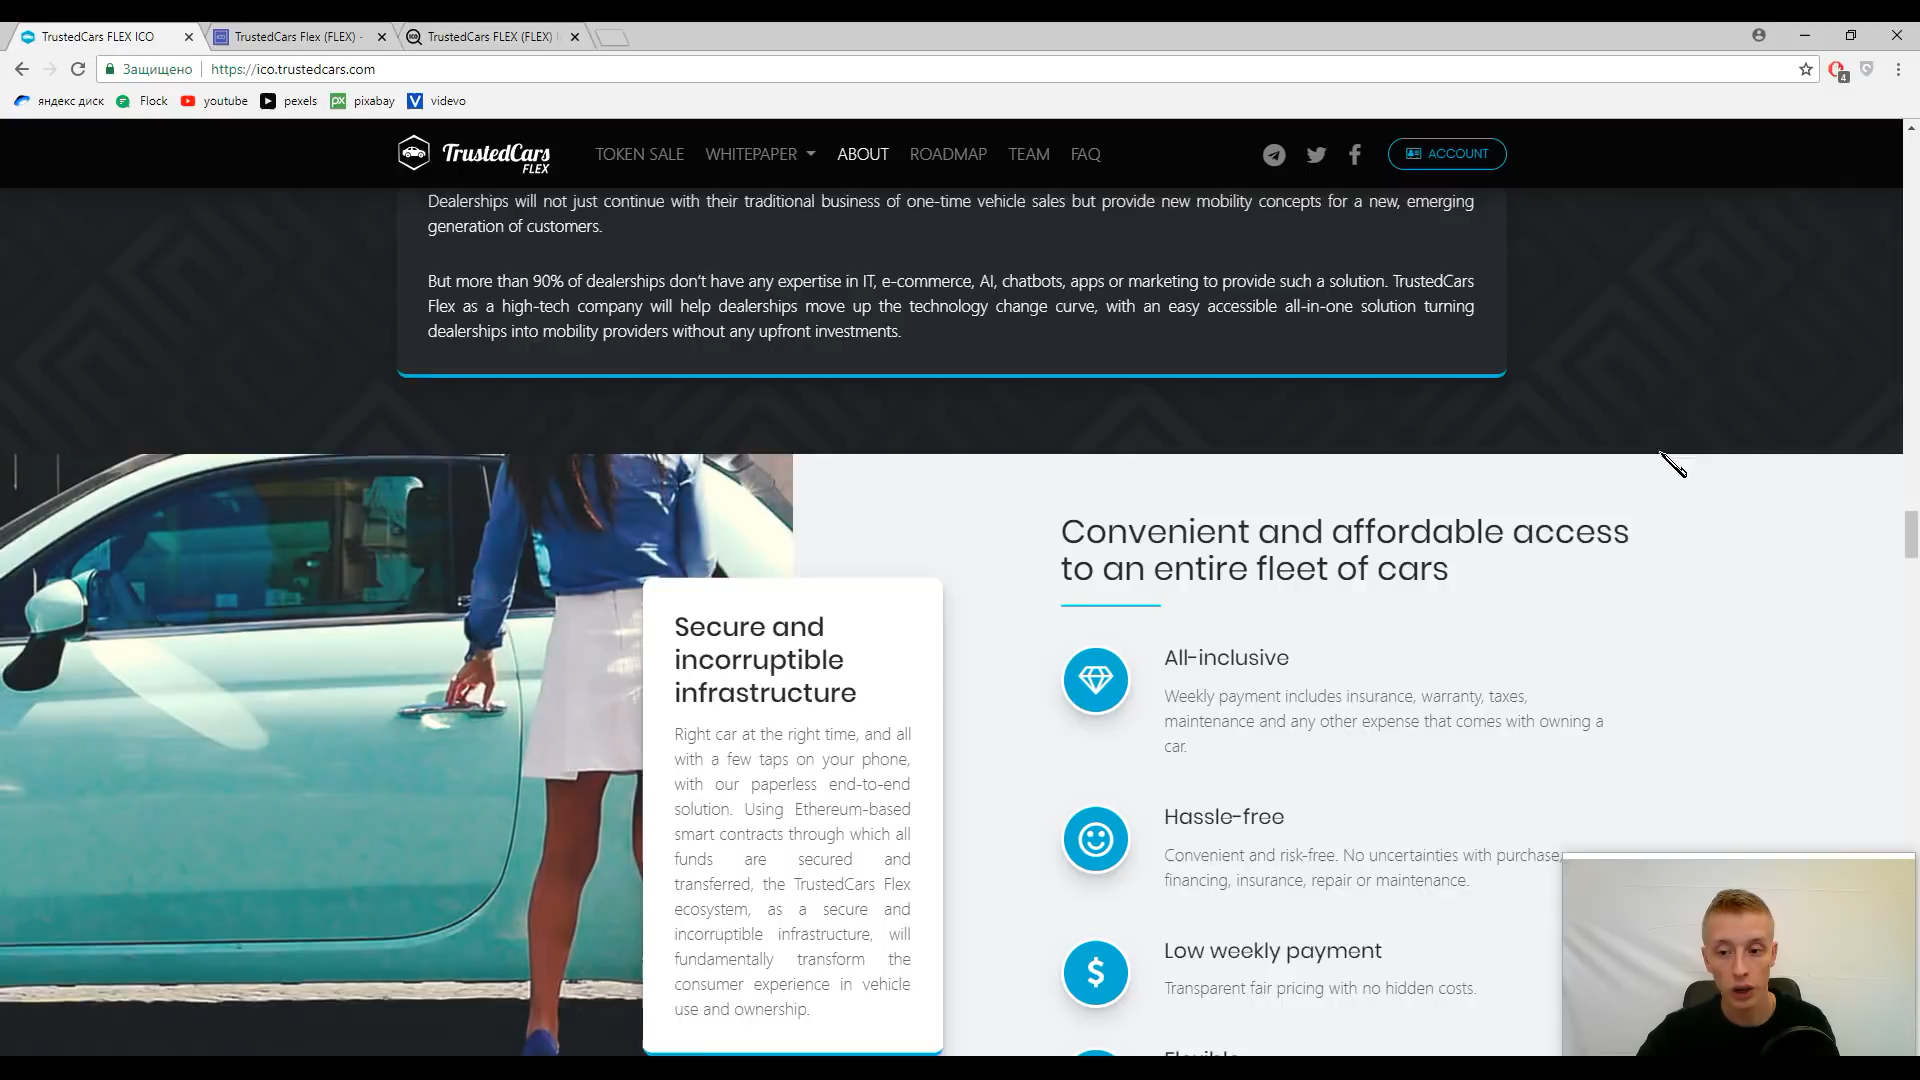 TrustedCars FLEX ICO
TrustedCars Flex (FLEX) -
TrustedCars FLEX (FLEX)
Защищено
https://ico.trustedcars.com
4
яндекс диск
Flock
youtube
pexels
pixabay
videvo
TrustedCars
FLEX
TOKEN SALE
WHITEPAPER
ABOUT
ROADMAP
TEAM
FAQ
ACCOUNT
Dealerships will not just continue with their traditional business of one-time vehicle sales but provide new mobility concepts for a new, emerging
generation of customers.
But more than 90% of dealerships don't have any expertise in IT, e-commerce, AI, chatbots, apps or marketing to provide such a solution. TrustedCars
Flex as a high-tech company will help dealerships move up the technology change curve, with an easy accessible all-in-one solution turning
dealerships into mobility providers without any upfront investments.
Secure and
incorruptible
infrastructure
Right car at the right time, and all
with a few taps on your phone,
with our paperless end-to-end
solution. Using Ethereum-based
smart contracts through which all
funds are secured and
transferred, the TrustedCars Flex
ecosystem, as a secure and
incorruptible infrastructure, will
fundamentally transform the
consumer experience in vehicle
use and ownership.
Convenient and affordable access
to an entire fleet of cars
All-inclusive
Weekly payment includes insurance, warranty, taxes,
maintenance and any other expense that comes with owning a
car.
Hassle-free
Convenient and risk-free. No uncertainties with purchase,
financing, insurance, repair or maintenance.
Low weekly payment
Transparent fair pricing with no hidden costs.
Flexible